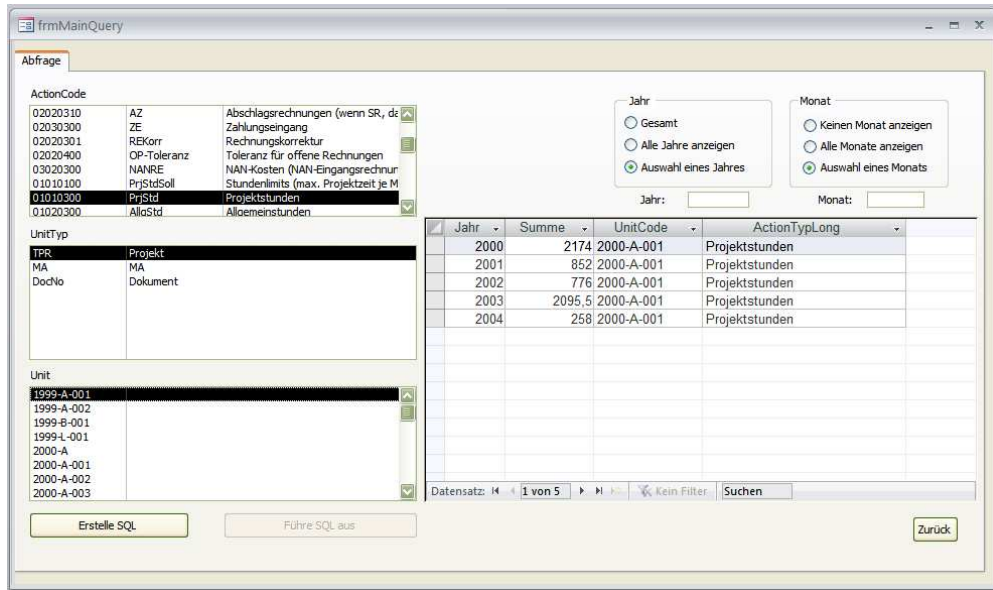 frmMainQuery
Abfrage
ActionCode
02020310 AZ Abschlagsrechnungen (wenn SR, da
02030300 ZE Zahlungseingang
02020301 REKorr Rechnungskorrektur
02020400 OP-Toleranz Toleranz für offene Rechnungen
03020300 NANRE NAN-Kosten (NAN-Eingangsrechnur
01010100 PrjStdSoll Stundenlimits (max. Projektzeit je M
01010300 PrjStd Projektstunden
01020300 AllgStd Allgemeinstunden
UnitTyp
TPR Projekt
MA MA
DocNo Dokument
Unit
1999-A-001
1999-A-002
1999-B-001
1999-L-001
2000-A
2000-A-001
2000-A-002
2000-A-003
Erstelle SQL
Führe SQL aus
Jahr
Gesamt
Alle Jahre anzeigen
Auswahl eines Jahres
Jahr:
Monat
Keinen Monat anzeigen
Alle Monate anzeigen
Auswahl eines Monats
Monat:
Jahr Summe UnitCode ActionTypLong
2000 2174 2000-A-001 Projektstunden
2001 852 2000-A-001 Projektstunden
2002 776 2000-A-001 Projektstunden
2003 2095,5 2000-A-001 Projektstunden
2004 258 2000-A-001 Projektstunden
Datensatz: 1 von 5 Kein Filter Suchen
Zurück